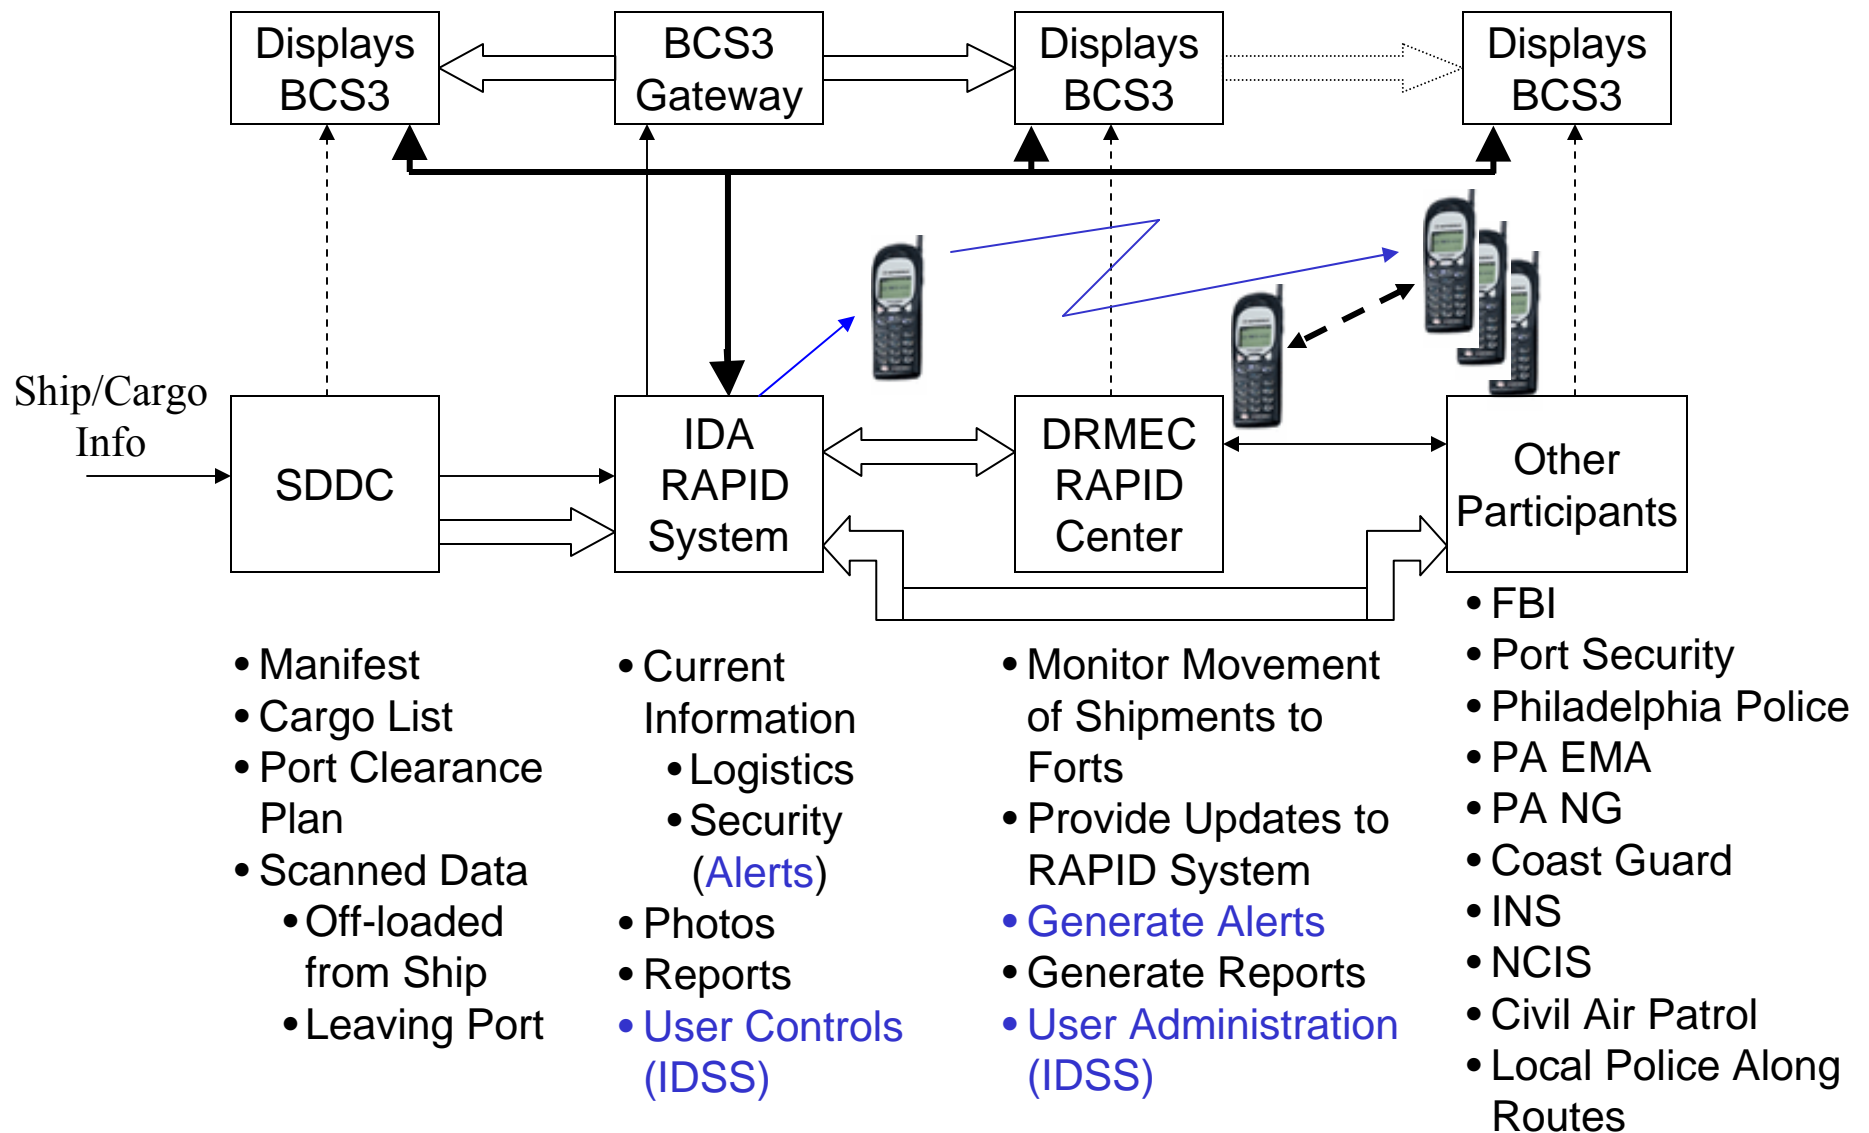 Displays
BCS3
BCS3
Gateway
Displays
BCS3
Displays
BCS3
Ship/Cargo
Info
SDDC
IDA
RAPID
System
DRMEC
RAPID
Center
Other
Participants
• Manifest
• Cargo List
• Port Clearance
Plan
• Scanned Data
• Off-loaded
from Ship
• Leaving Port
• Current
Information
• Logistics
• Security
(Alerts)
• Photos
• Reports
• User Controls
(IDSS)
• Monitor Movement
of Shipments to
Forts
• Provide Updates to
RAPID System
• Generate Alerts
• Generate Reports
• User Administration
(IDSS)
• FBI
• Port Security
• Philadelphia Police
• PA EMA
• PA NG
• Coast Guard
• INS
• NCIS
• Civil Air Patrol
• Local Police Along
Routes